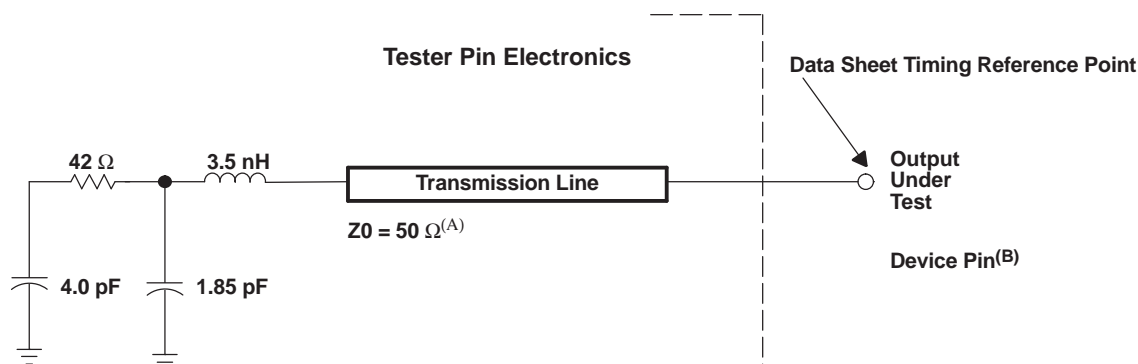 Tester Pin Electronics
Data Sheet Timing Reference Point
42 Ω
3.5 nH
Transmission Line
Output
Under
Test
Z0 = 50 Ω(A)
Device Pin(B)
4.0 pF
1.85 pF